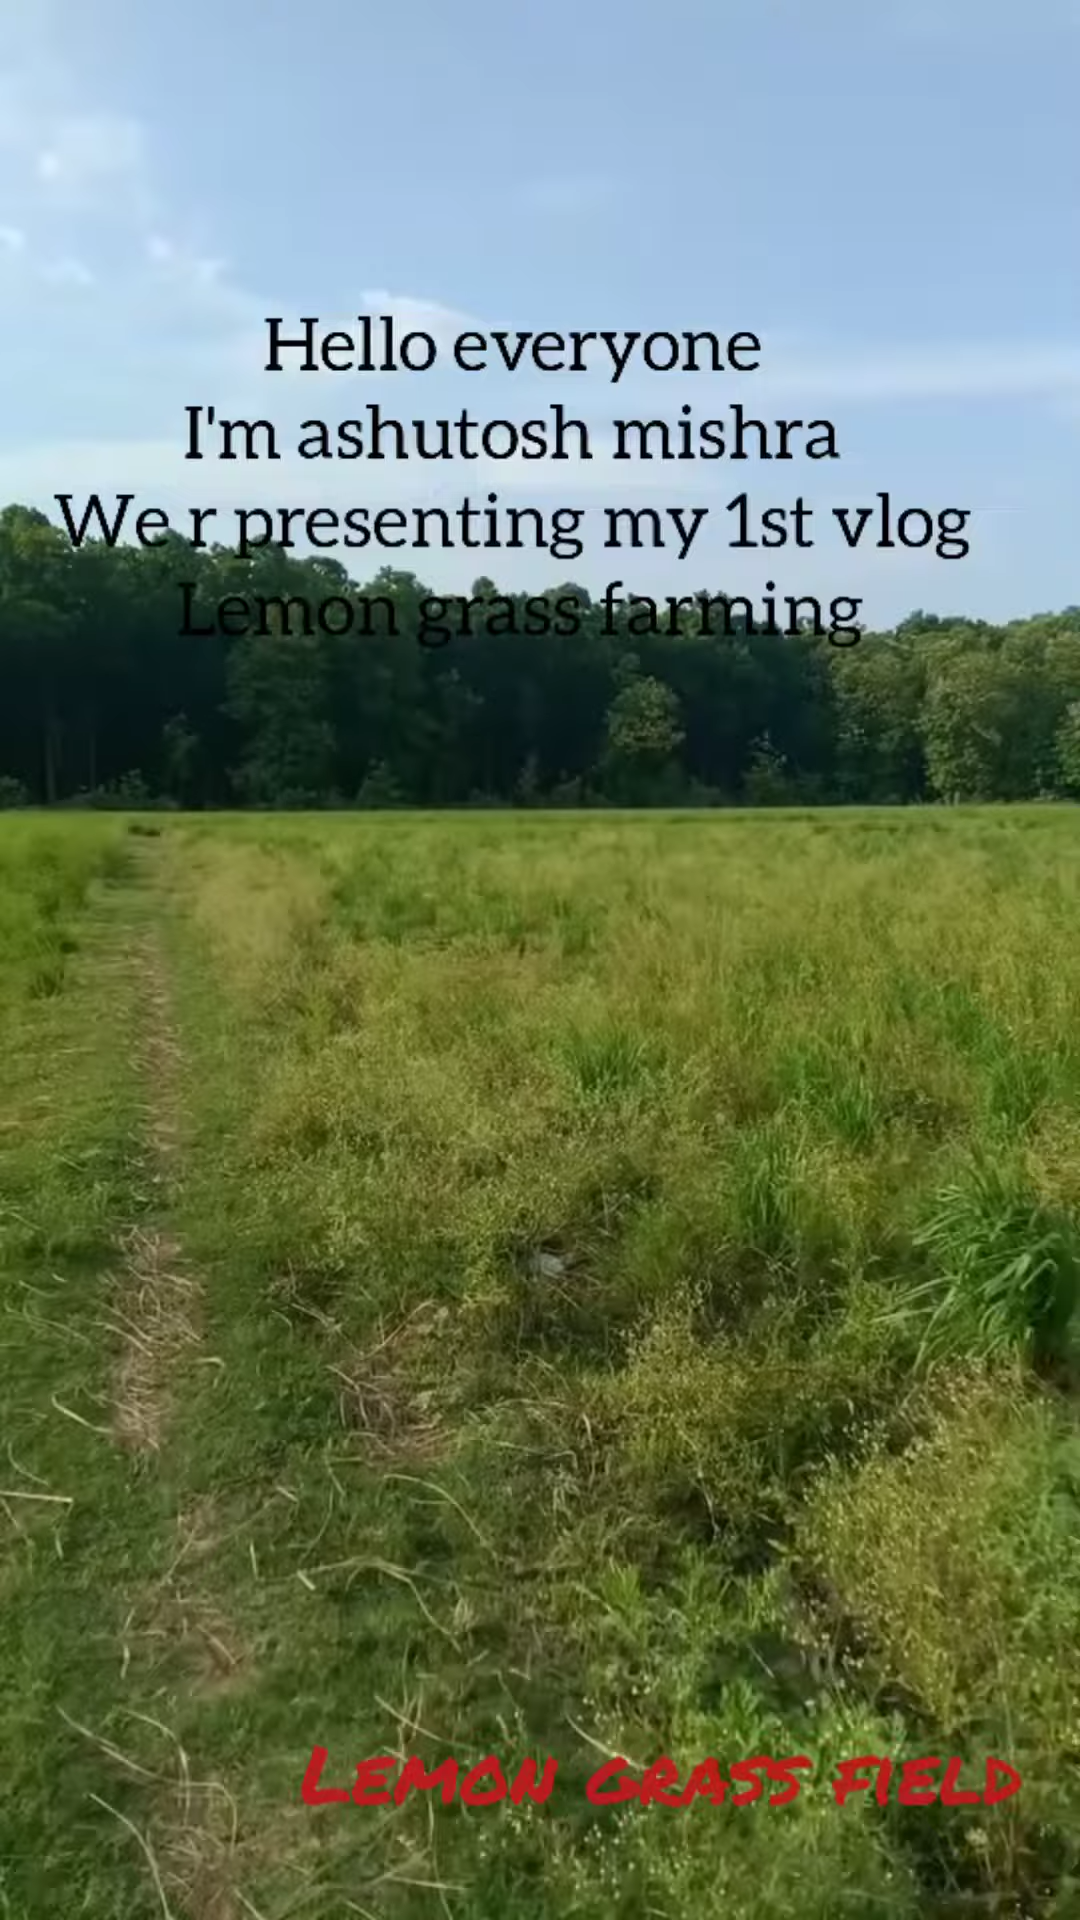 Hello everyone
I'm ashutosh mishra
We r presenting my 1st vlog
Lemon grass farming
Lemon grass field